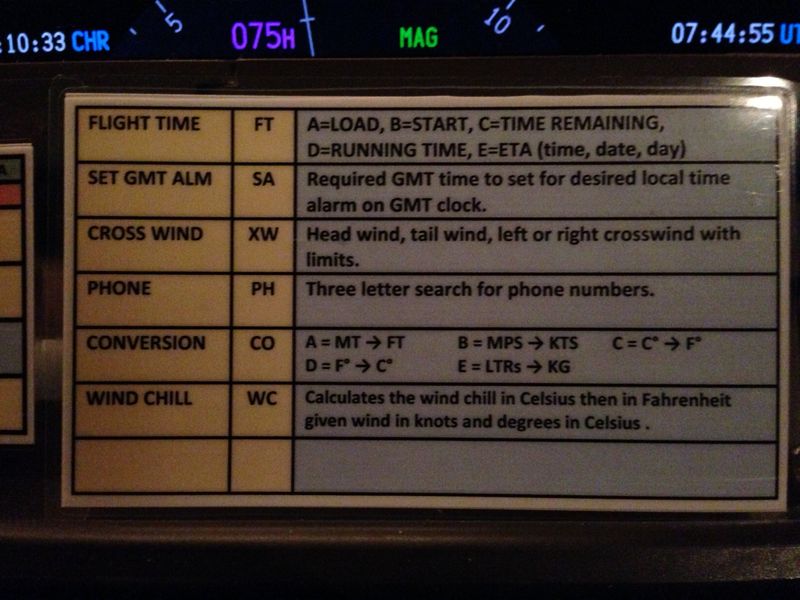 :10:33 CHR 5 075H MAG 10 07:44:55 UT
A
FLIGHT TIME FT A=LOAD, B=START, C=TIME REMAINING,
D=RUNNING TIME, E=ETA (time, date, day)
SET GMT ALM SA Required GMT time to set for desired local time
alarm on GMT clock.
CROSS WIND XW Head wind, tail wind, left or right crosswind with
limits.
PHONE PH Three letter search for phone numbers.
CONVERSION CO A = MT → FT B = MPS → KTS C = C° → F°
D = F° → C° E = LTRs → KG
WIND CHILL WC Calculates the wind chill in Celsius then in Fahrenheit
given wind in knots and degrees in Celsius .